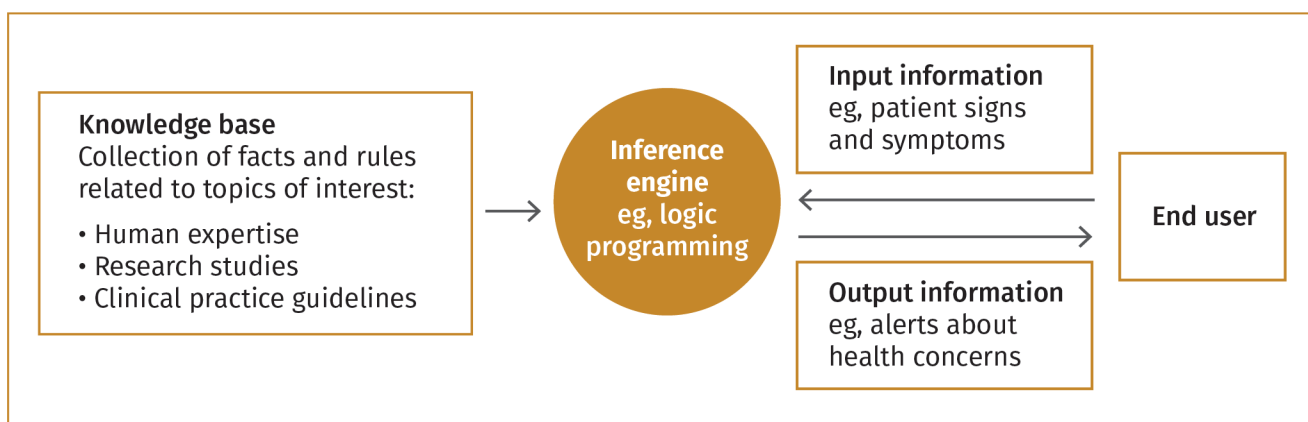 Knowledge base
Collection of facts and rules
related to topics of interest:
• Human expertise
• Research studies
• Clinical practice guidelines
Inference
engine
eg, logic
programming
Input information
eg, patient signs
and symptoms
Output information
eg, alerts about
health concerns
End user